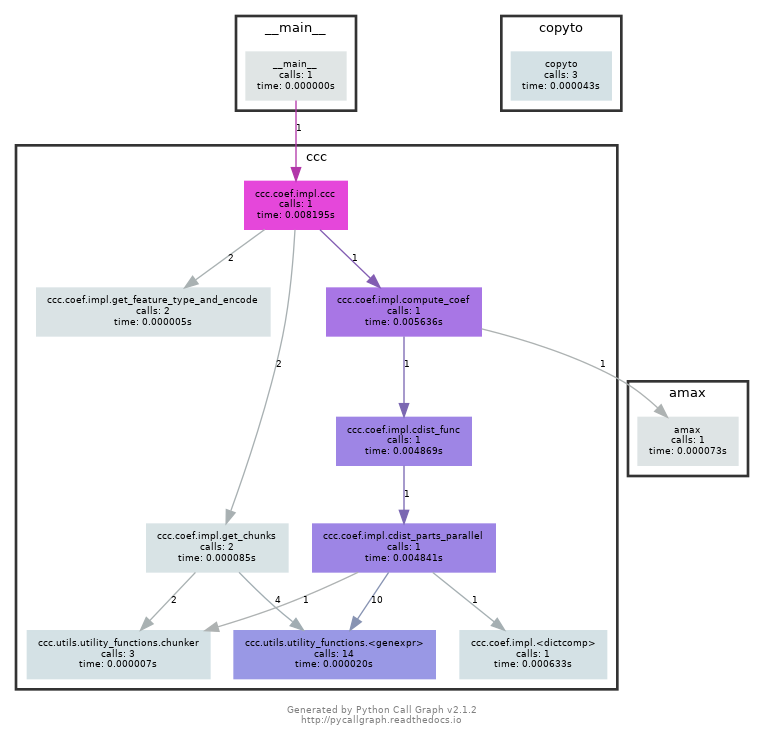 __main__
__main__
calls: 1
time: 0.000000s
copyto
copyto
calls: 3
time: 0.000043s
1
ccc
ccc.coef.impl.ccc
calls: 1
time: 0.008195s
2
1
ccc.coef.impl.get_feature_type_and_encode
calls: 2
time: 0.000005s
ccc.coef.impl.compute_coef
calls: 1
time: 0.005636s
2
1
1
amax
amax
calls: 1
time: 0.000073s
ccc.coef.impl.cdist_func
calls: 1
time: 0.004869s
1
ccc.coef.impl.get_chunks
calls: 2
time: 0.000085s
ccc.coef.impl.cdist_parts_parallel
calls: 1
time: 0.004841s
2
4
1
10
1
ccc.utils.utility_functions.chunker
calls: 3
time: 0.000007s
ccc.utils.utility_functions.<genexpr>
calls: 14
time: 0.000020s
ccc.coef.impl.<dictcomp>
calls: 1
time: 0.000633s
Generated by Python Call Graph v2.1.2
http://pycallgraph.readthedocs.io